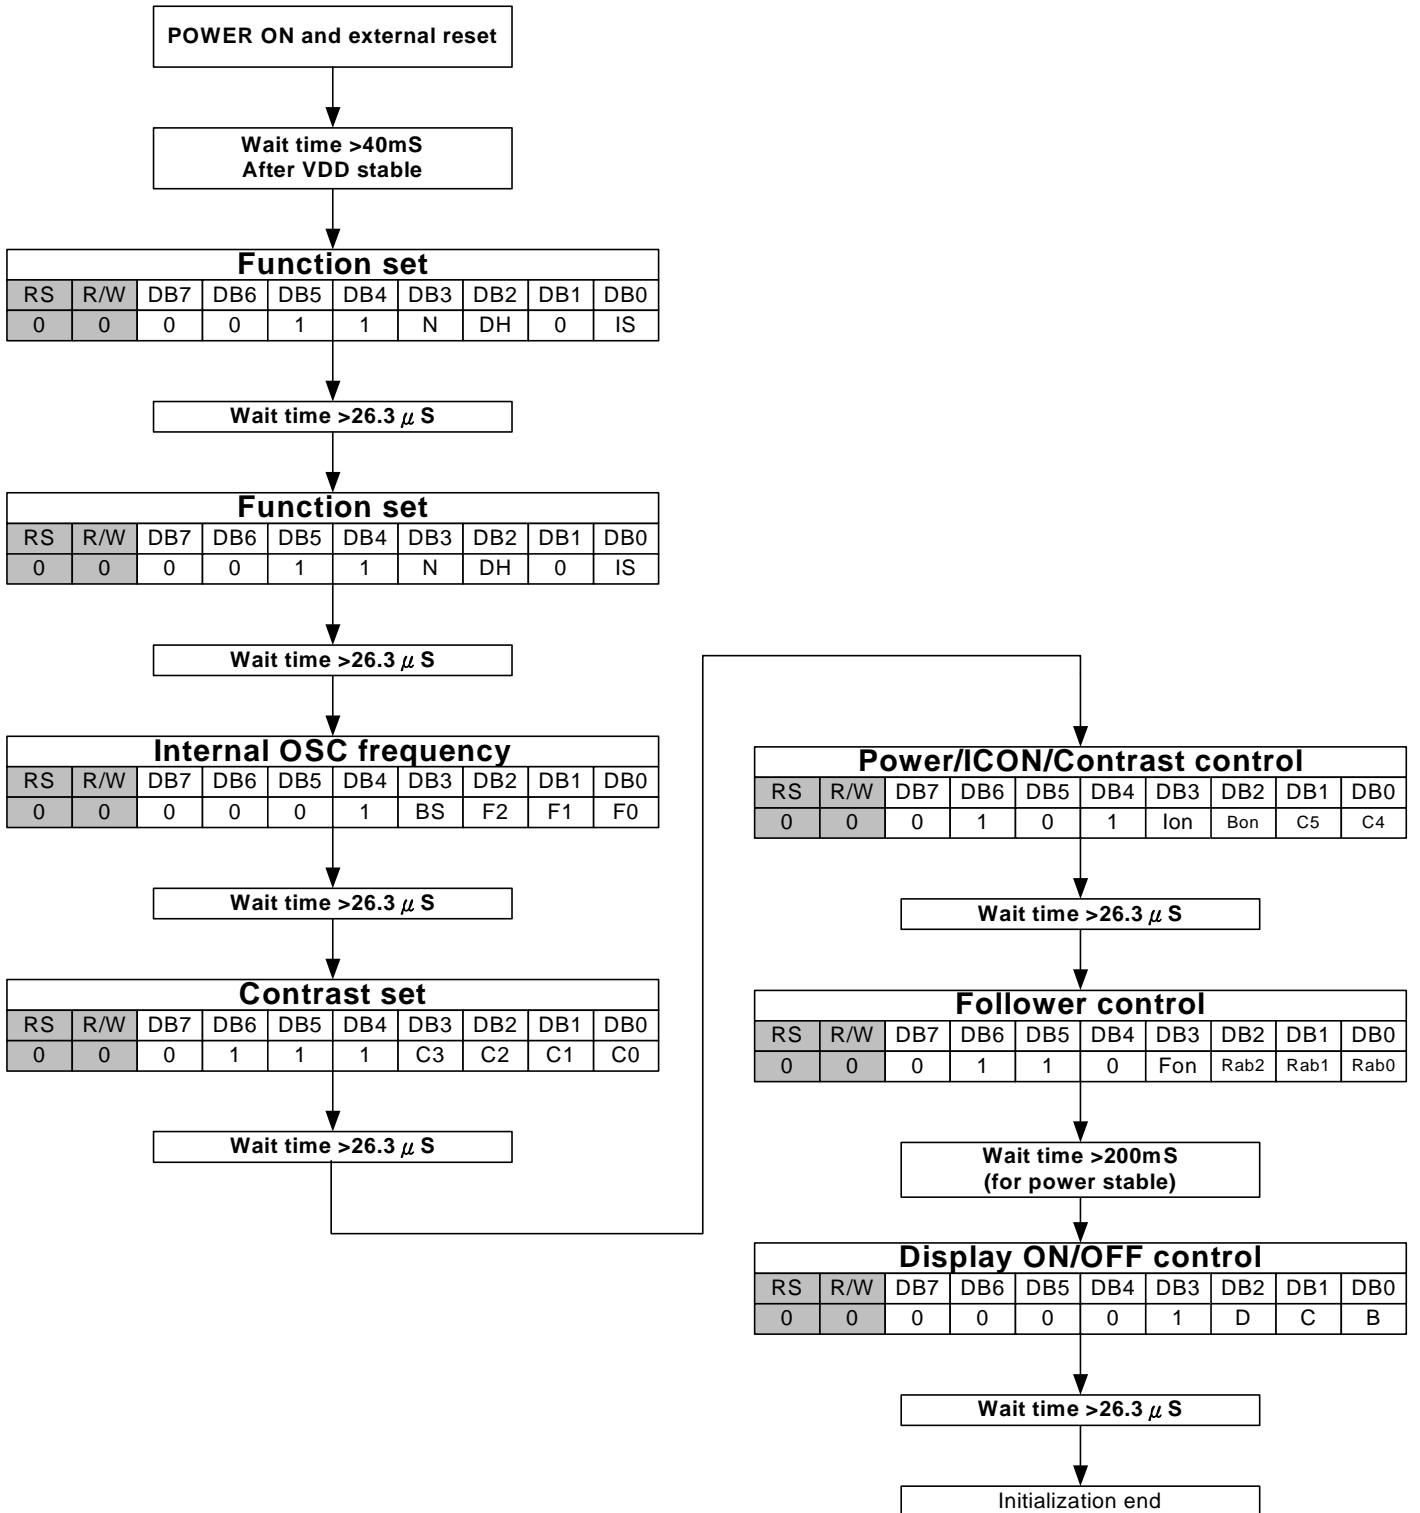 POWER ON and external reset
Wait time >40mS
After VDD stable
Function set
RS R/W DB7 DB6 DB5 DB4 DB3 DB2 DB1 DB0
0 0 0 0 1 1 N DH 0 IS
Wait time >26.3 μ S
Function set
RS R/W DB7 DB6 DB5 DB4 DB3 DB2 DB1 DB0
0 0 0 0 1 1 N DH 0 IS
Wait time >26.3 μ S
Internal OSC frequency
RS R/W DB7 DB6 DB5 DB4 DB3 DB2 DB1 DB0
0 0 0 0 0 1 BS F2 F1 F0
Wait time >26.3 μ S
Contrast set
RS R/W DB7 DB6 DB5 DB4 DB3 DB2 DB1 DB0
0 0 0 1 1 1 C3 C2 C1 C0
Wait time >26.3 μ S
Power/ICON/Contrast control
RS R/W DB7 DB6 DB5 DB4 DB3 DB2 DB1 DB0
0 0 0 1 0 1 Ion Bon C5 C4
Wait time >26.3 μ S
Follower control
RS R/W DB7 DB6 DB5 DB4 DB3 DB2 DB1 DB0
0 0 0 1 1 0 Fon Rab2 Rab1 Rab0
Wait time >200mS
(for power stable)
Display ON/OFF control
RS R/W DB7 DB6 DB5 DB4 DB3 DB2 DB1 DB0
0 0 0 0 0 0 1 D C B
Wait time >26.3 μ S
Initialization end